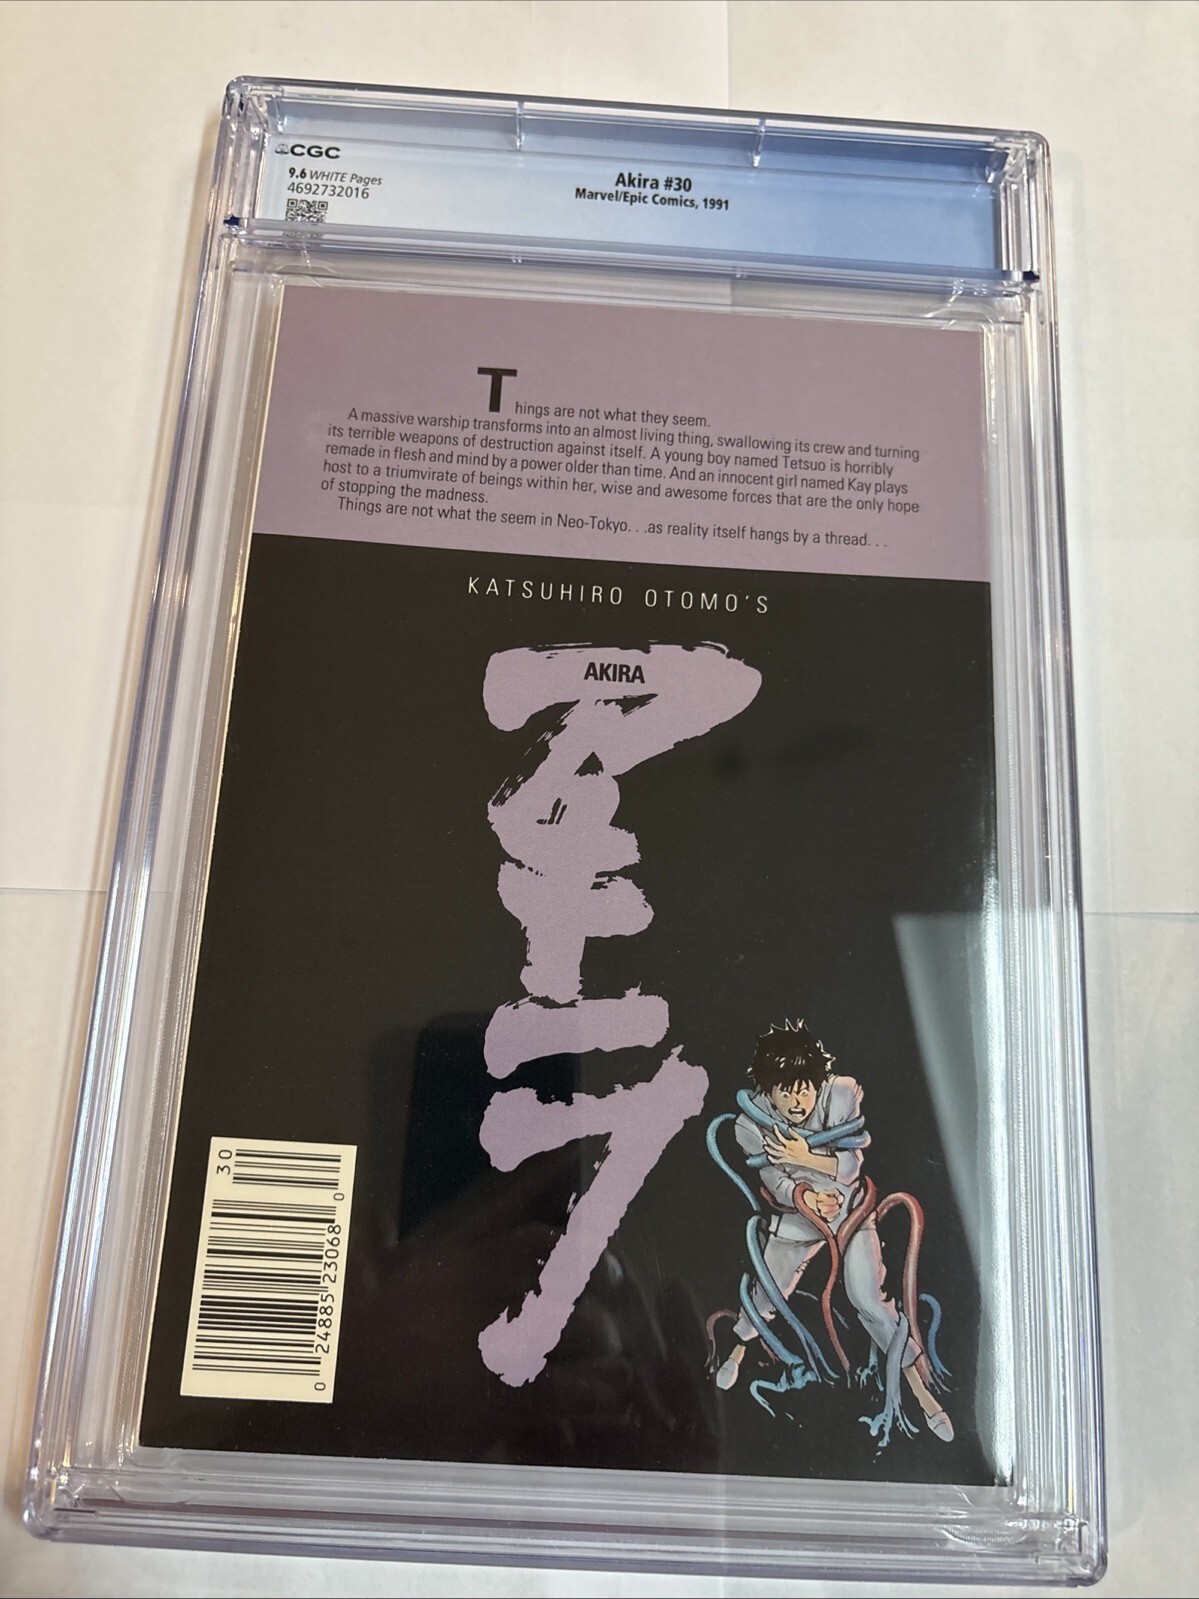 CGC
9.6 WHITE Pages
4692732016
Akira #30
Marvel/Epic Comics, 1991
Things are not what they seem.
A massive warship transforms into an almost living thing, swallowing its crew and turning
its terrible weapons of destruction against itself. A young boy named Tetsuo is horribly
remade in flesh and mind by a power older than time. And an innocent girl named Kay plays
host to a triumvirate of beings within her, wise and awesome forces that are the only hope
of stopping the madness.
Things are not what the seem in Neo-Tokyo. . .as reality itself hangs by a thread. . .
KATSUHIRO OTOMO'S
AKIRA
アキラ
30
0 24885 23068 0